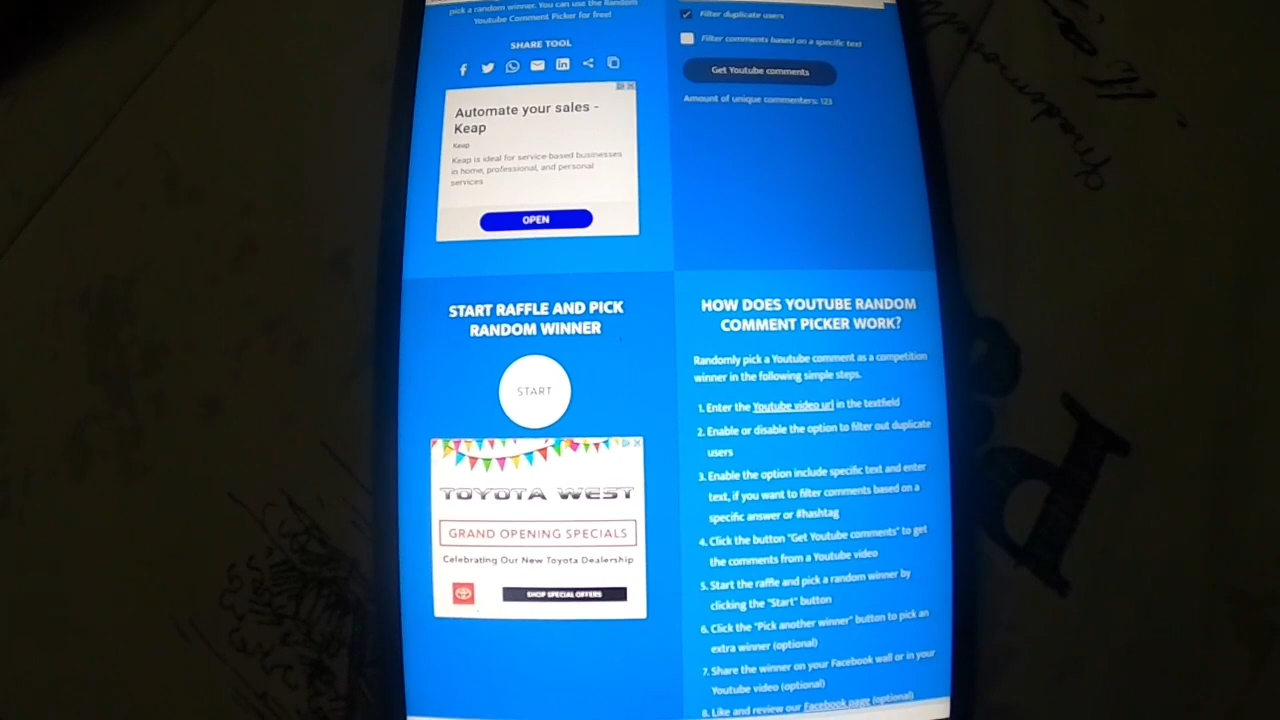 pick a random winner. You can use the Random
Youtube Comment Picker for free!
SHARE TOOL
Automate your sales -
Keap
Keap
Keap is ideal for service-based businesses
in home, professional, and personal
services
OPEN
Filter duplicate users
Filter comments based on a specific text
Get Youtube comments
Amount of unique commenters: 123
START RAFFLE AND PICK
RANDOM WINNER
START
TOYOTA WEST
GRAND OPENING SPECIALS
Celebrating Our New Toyota Dealership
SHOP SPECIAL OFFERS
HOW DOES YOUTUBE RANDOM
COMMENT PICKER WORK?
Randomly pick a Youtube comment as a competition
winner in the following simple steps.
1. Enter the Youtube video url in the textfield
2. Enable or disable the option to filter out duplicate
users
3. Enable the option include specific text and enter
text, if you want to filter comments based on a
specific answer or #hashtag
4. Click the button "Get Youtube comments" to get
the comments from a Youtube video
5. Start the raffle and pick a random winner by
clicking the "Start" button
6. Click the "Pick another winner" button to pick an
extra winner (optional)
7. Share the winner on your Facebook wall or in your
Youtube video (optional)
8. Like and review our Facebook page (optional)